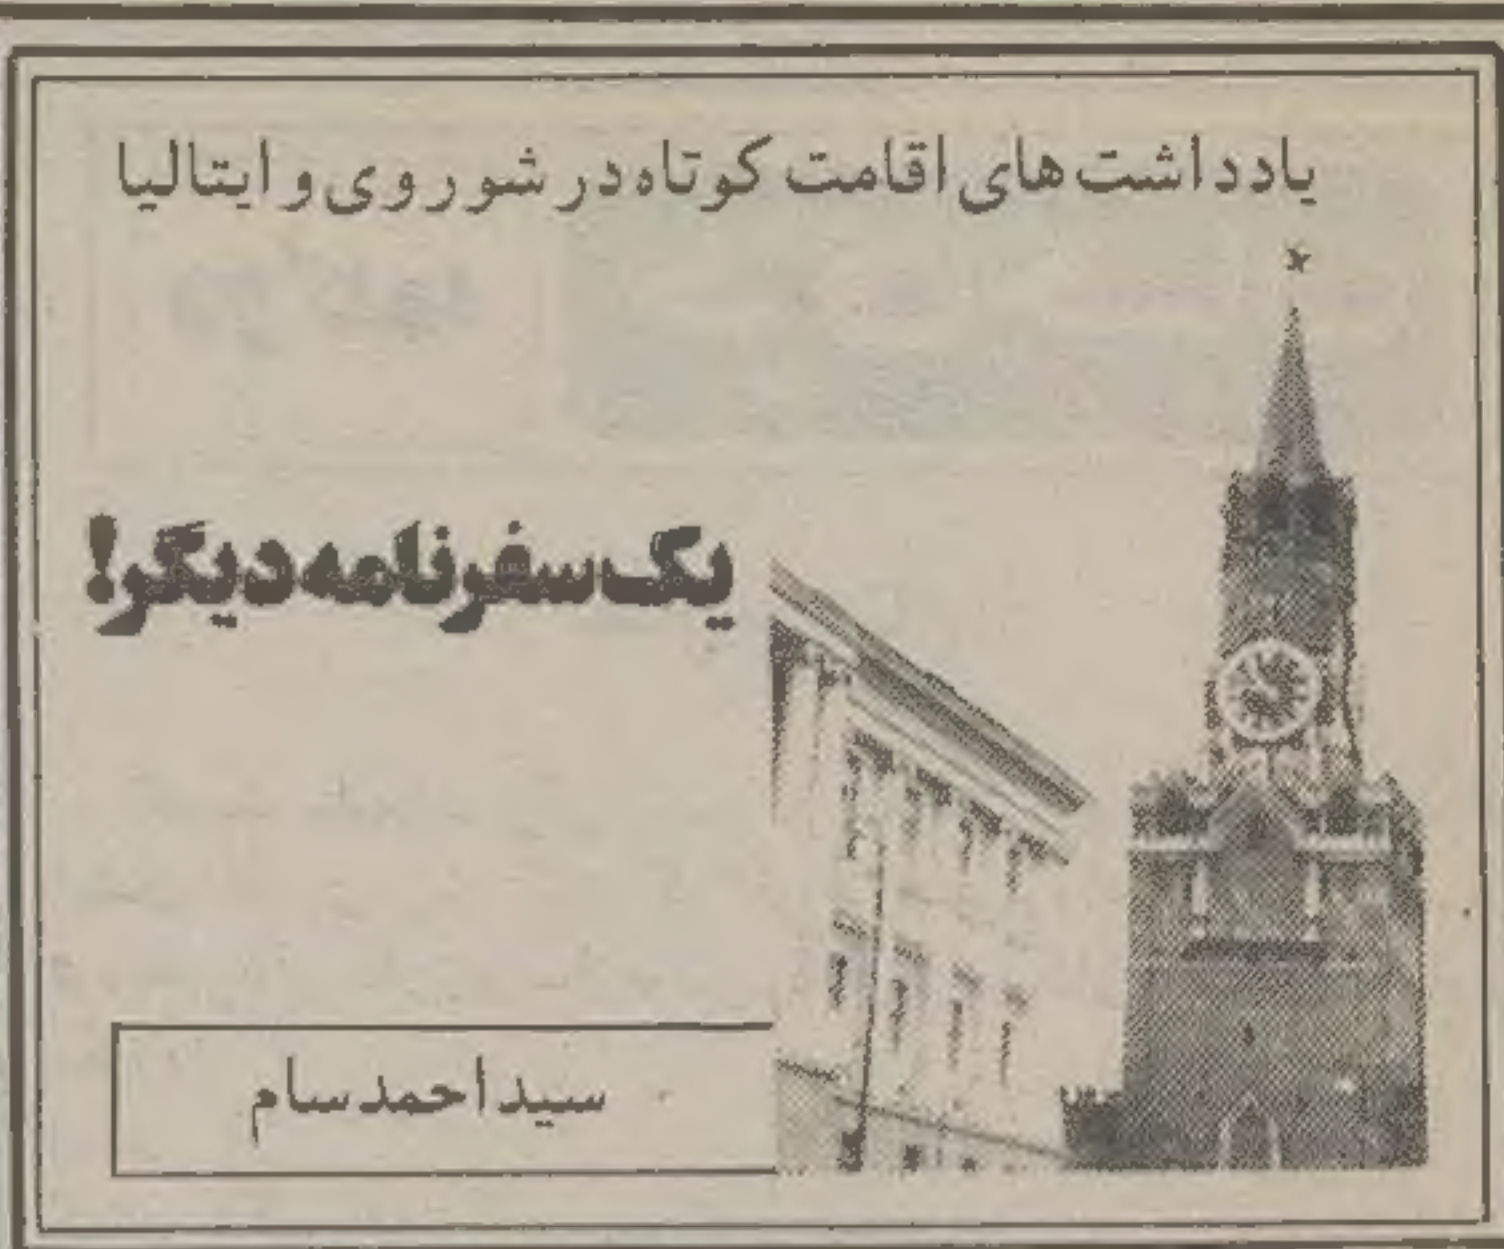 یادداشت های اقامت کوتاه در شوروی و ایتالیا
یک سفرنامه دیگر!
سید احمد سام